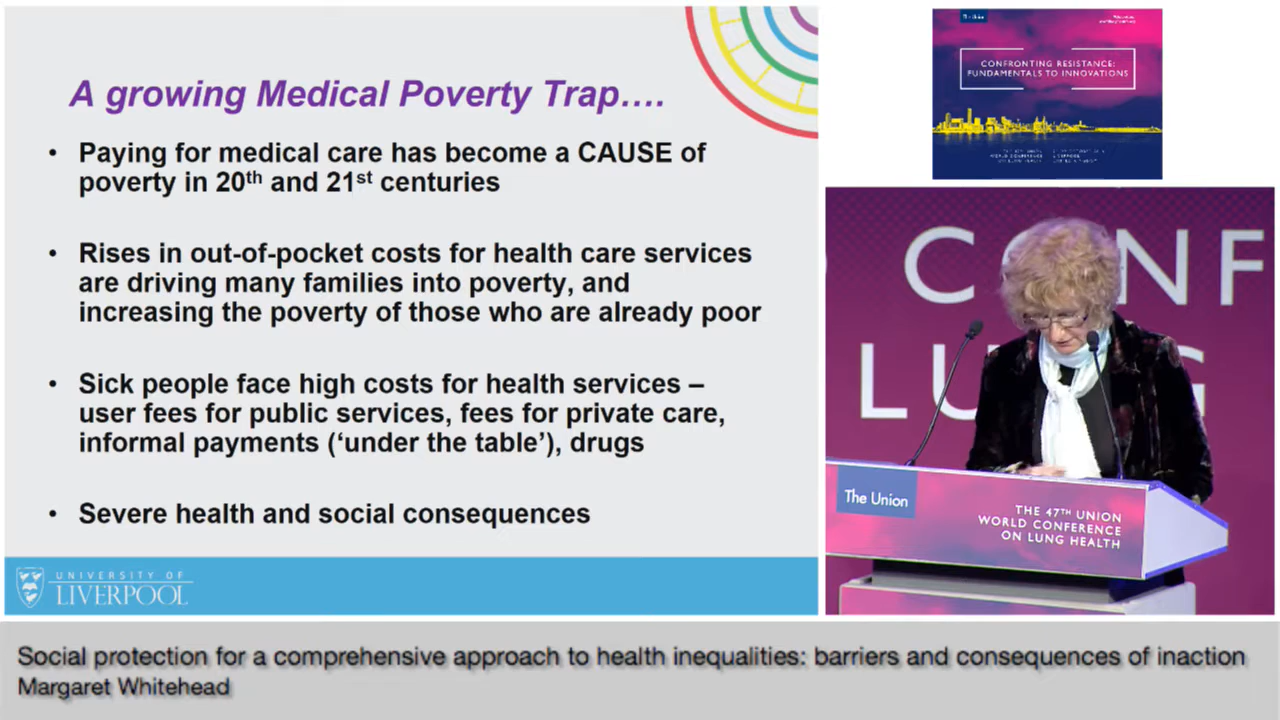 A growing Medical Poverty Trap....
• Paying for medical care has become a CAUSE of
poverty in 20th and 21st centuries
• Rises in out-of-pocket costs for health care services
are driving many families into poverty, and
increasing the poverty of those who are already poor
• Sick people face high costs for health services –
user fees for public services, fees for private care,
informal payments (‘under the table’), drugs
• Severe health and social consequences
UNIVERSITY OF
LIVERPOOL
The Union
CONFRONTING RESISTANCE:
FUNDAMENTALS TO INNOVATIONS
CONF
LUNG
The Union
THE 47TH UNION
WORLD CONFERENCE
ON LUNG HEALTH
Social protection for a comprehensive approach to health inequalities: barriers and consequences of inaction
Margaret Whitehead